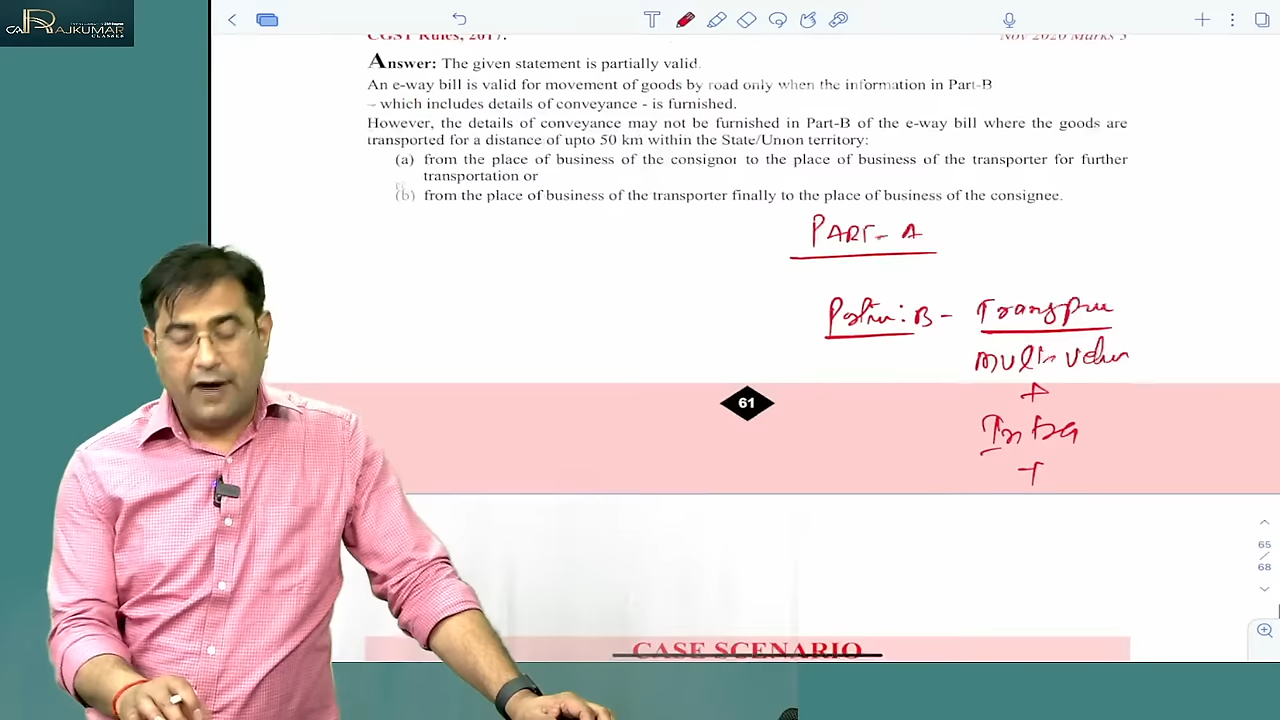 RAJKUMAR
CLASSES
CGST Rules, 2017.
Nov 2020 Marks 5
Answer: The given statement is partially valid.
An e-way bill is valid for movement of goods by road only when the information in Part-B
– which includes details of conveyance - is furnished.
However, the details of conveyance may not be furnished in Part-B of the e-way bill where the goods are
transported for a distance of upto 50 km within the State/Union territory:
(a) from the place of business of the consignor to the place of business of the transporter for further
transportation or
(b) from the place of business of the transporter finally to the place of business of the consignee.
PART- A
: B -
+
Intra
+
61
65
/
68
CASE SCENARIO